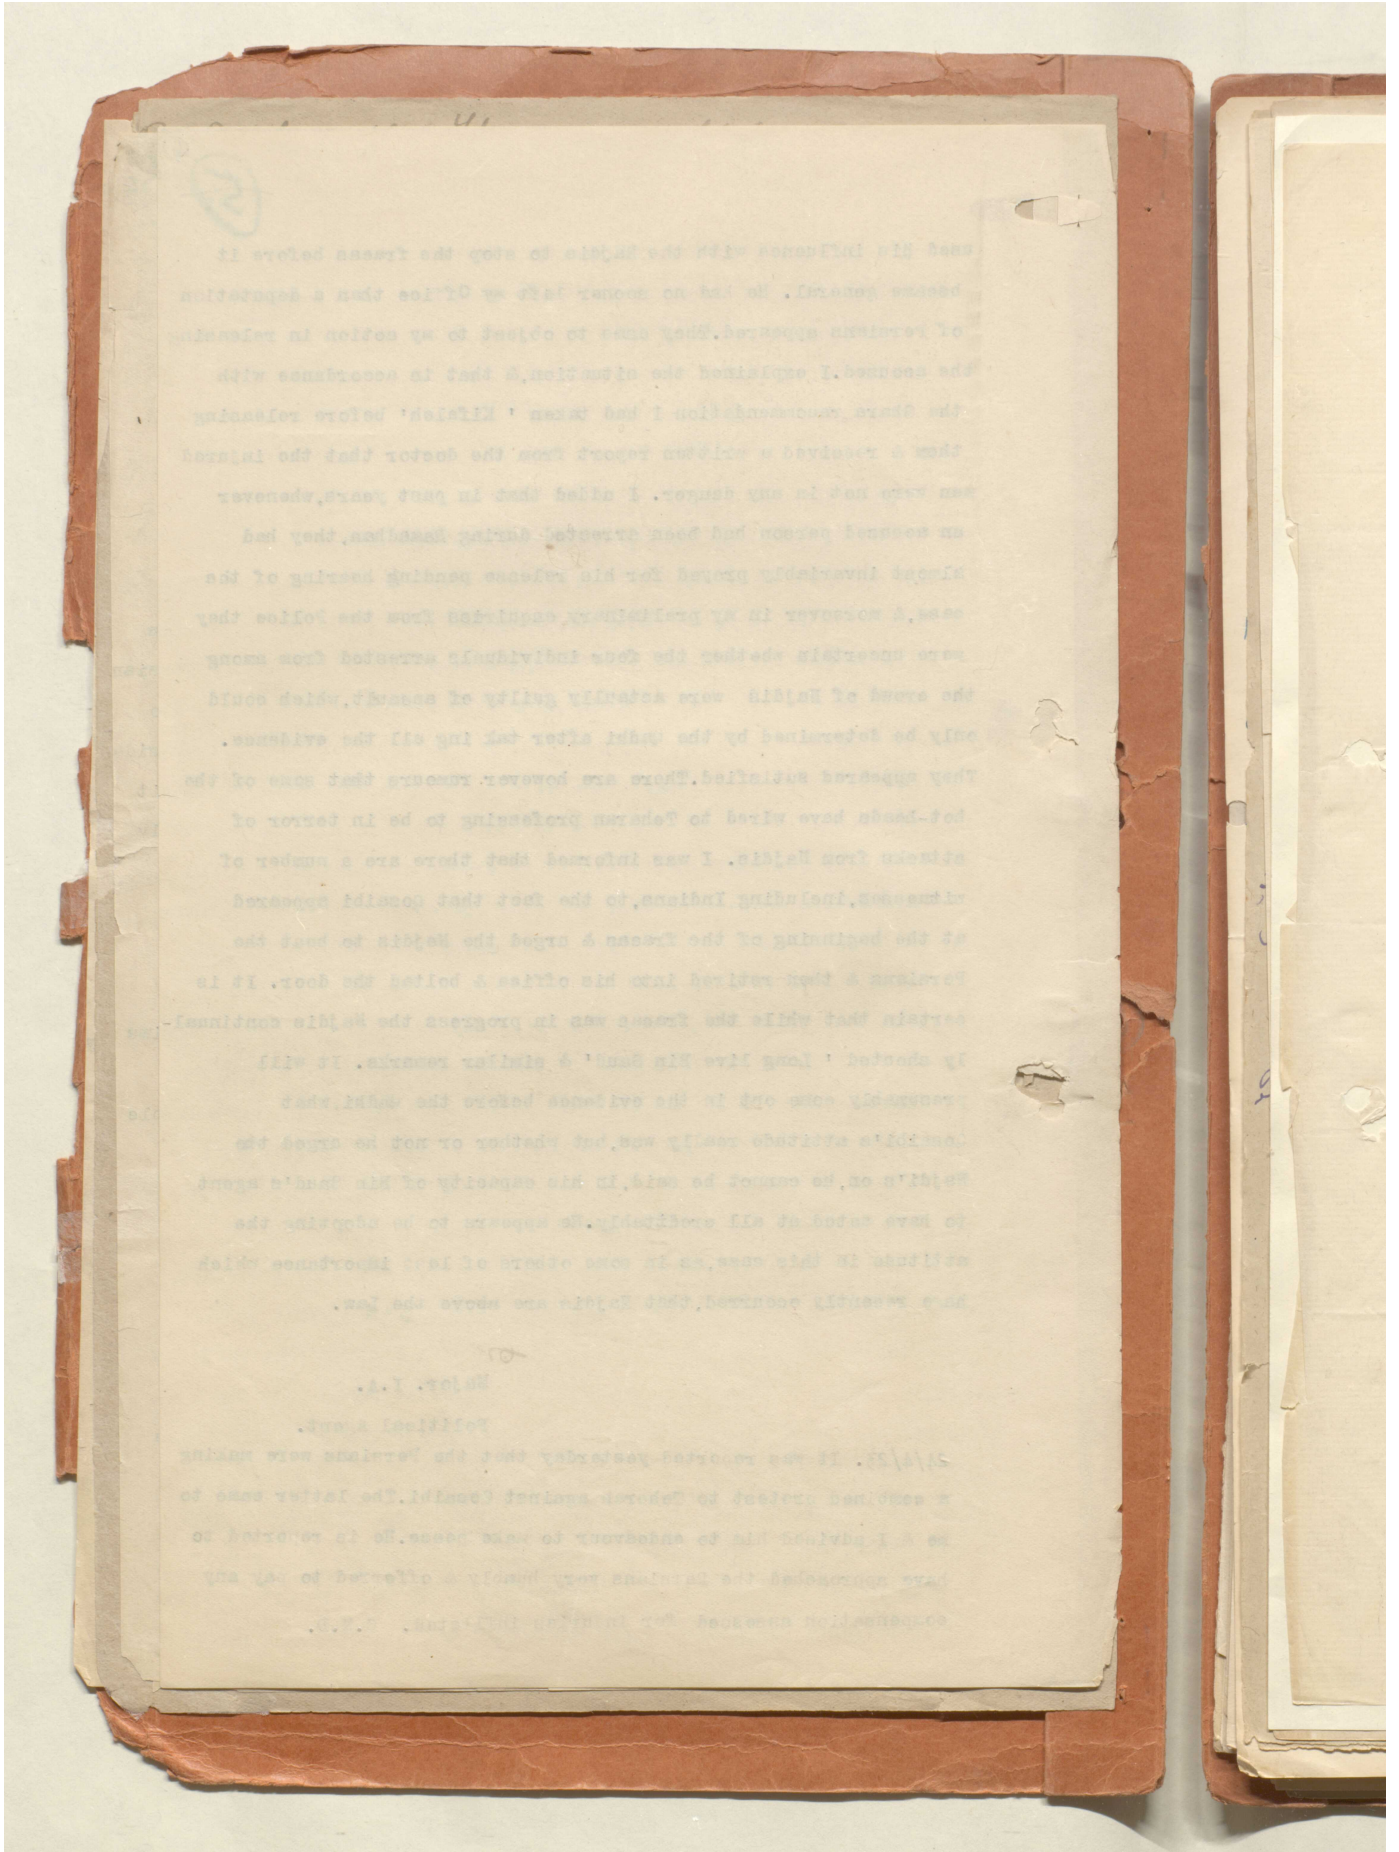 5
used his influence with the Najdis to stop the fracas before it
became general. He had no sooner left my Office than a deputation
of Persians appeared.They came to object to my action in releasin
the accused.I explained the situation,& that in accordance with
the Shara recommendation I had taken ' Kifalah' before releasing
them & received a written report from the doctor that the injured
men were not in any danger. I added that in past years,whenever
an accused person had been arrested during Ramadhan,they had
almost invariably prayed for his release pending hearing of the
case,& moreover in my preliminary enquiries from the Police they
were uncertain whether the four individuals arrested from among
the crowd of Najdis were actually guilty of assault,which could
only be determined by the Qadhi after taking all the evidence.
They appeared satisfied.There are however rumours that some of the
hot-heads have wired to Teheran professing to be in terror of
attacks from Najdis. I was informed that there are a number of
witnesses,including Indians,to the fact that Qosaibi appeared
at the beginning of the fracas & urged the Najdis to beat the
Persians & then retired into his office & bolted the door. It is
certain that while the fracas was in progress the Najdis continual-
ly shouted ' Long live Bin Saud' & similar remarks. It will
presumably come opt in the evidence before the Qadhi,what
Qosaibi's attitude really was,but whether or not he urged the
Najdi's on,he cannot be said,in his capacity of Bin Saud's agent
to have acted at all creditably.He appears to be adopting the
attitude in this case,as in some others of less importance which
have recently occurred,that Najdis are above the Law.
Major. I.A.
Political Agent.
21/4/23. It was reported yesterday that the Persians were making
a combined protest to Teheran against Qosaibi.The latter came to
me & I advised him to endeavour to make peace.He is reported to
have approached the Persians very humbly & offered to pay any
compensation assessed for injuries inflicted.